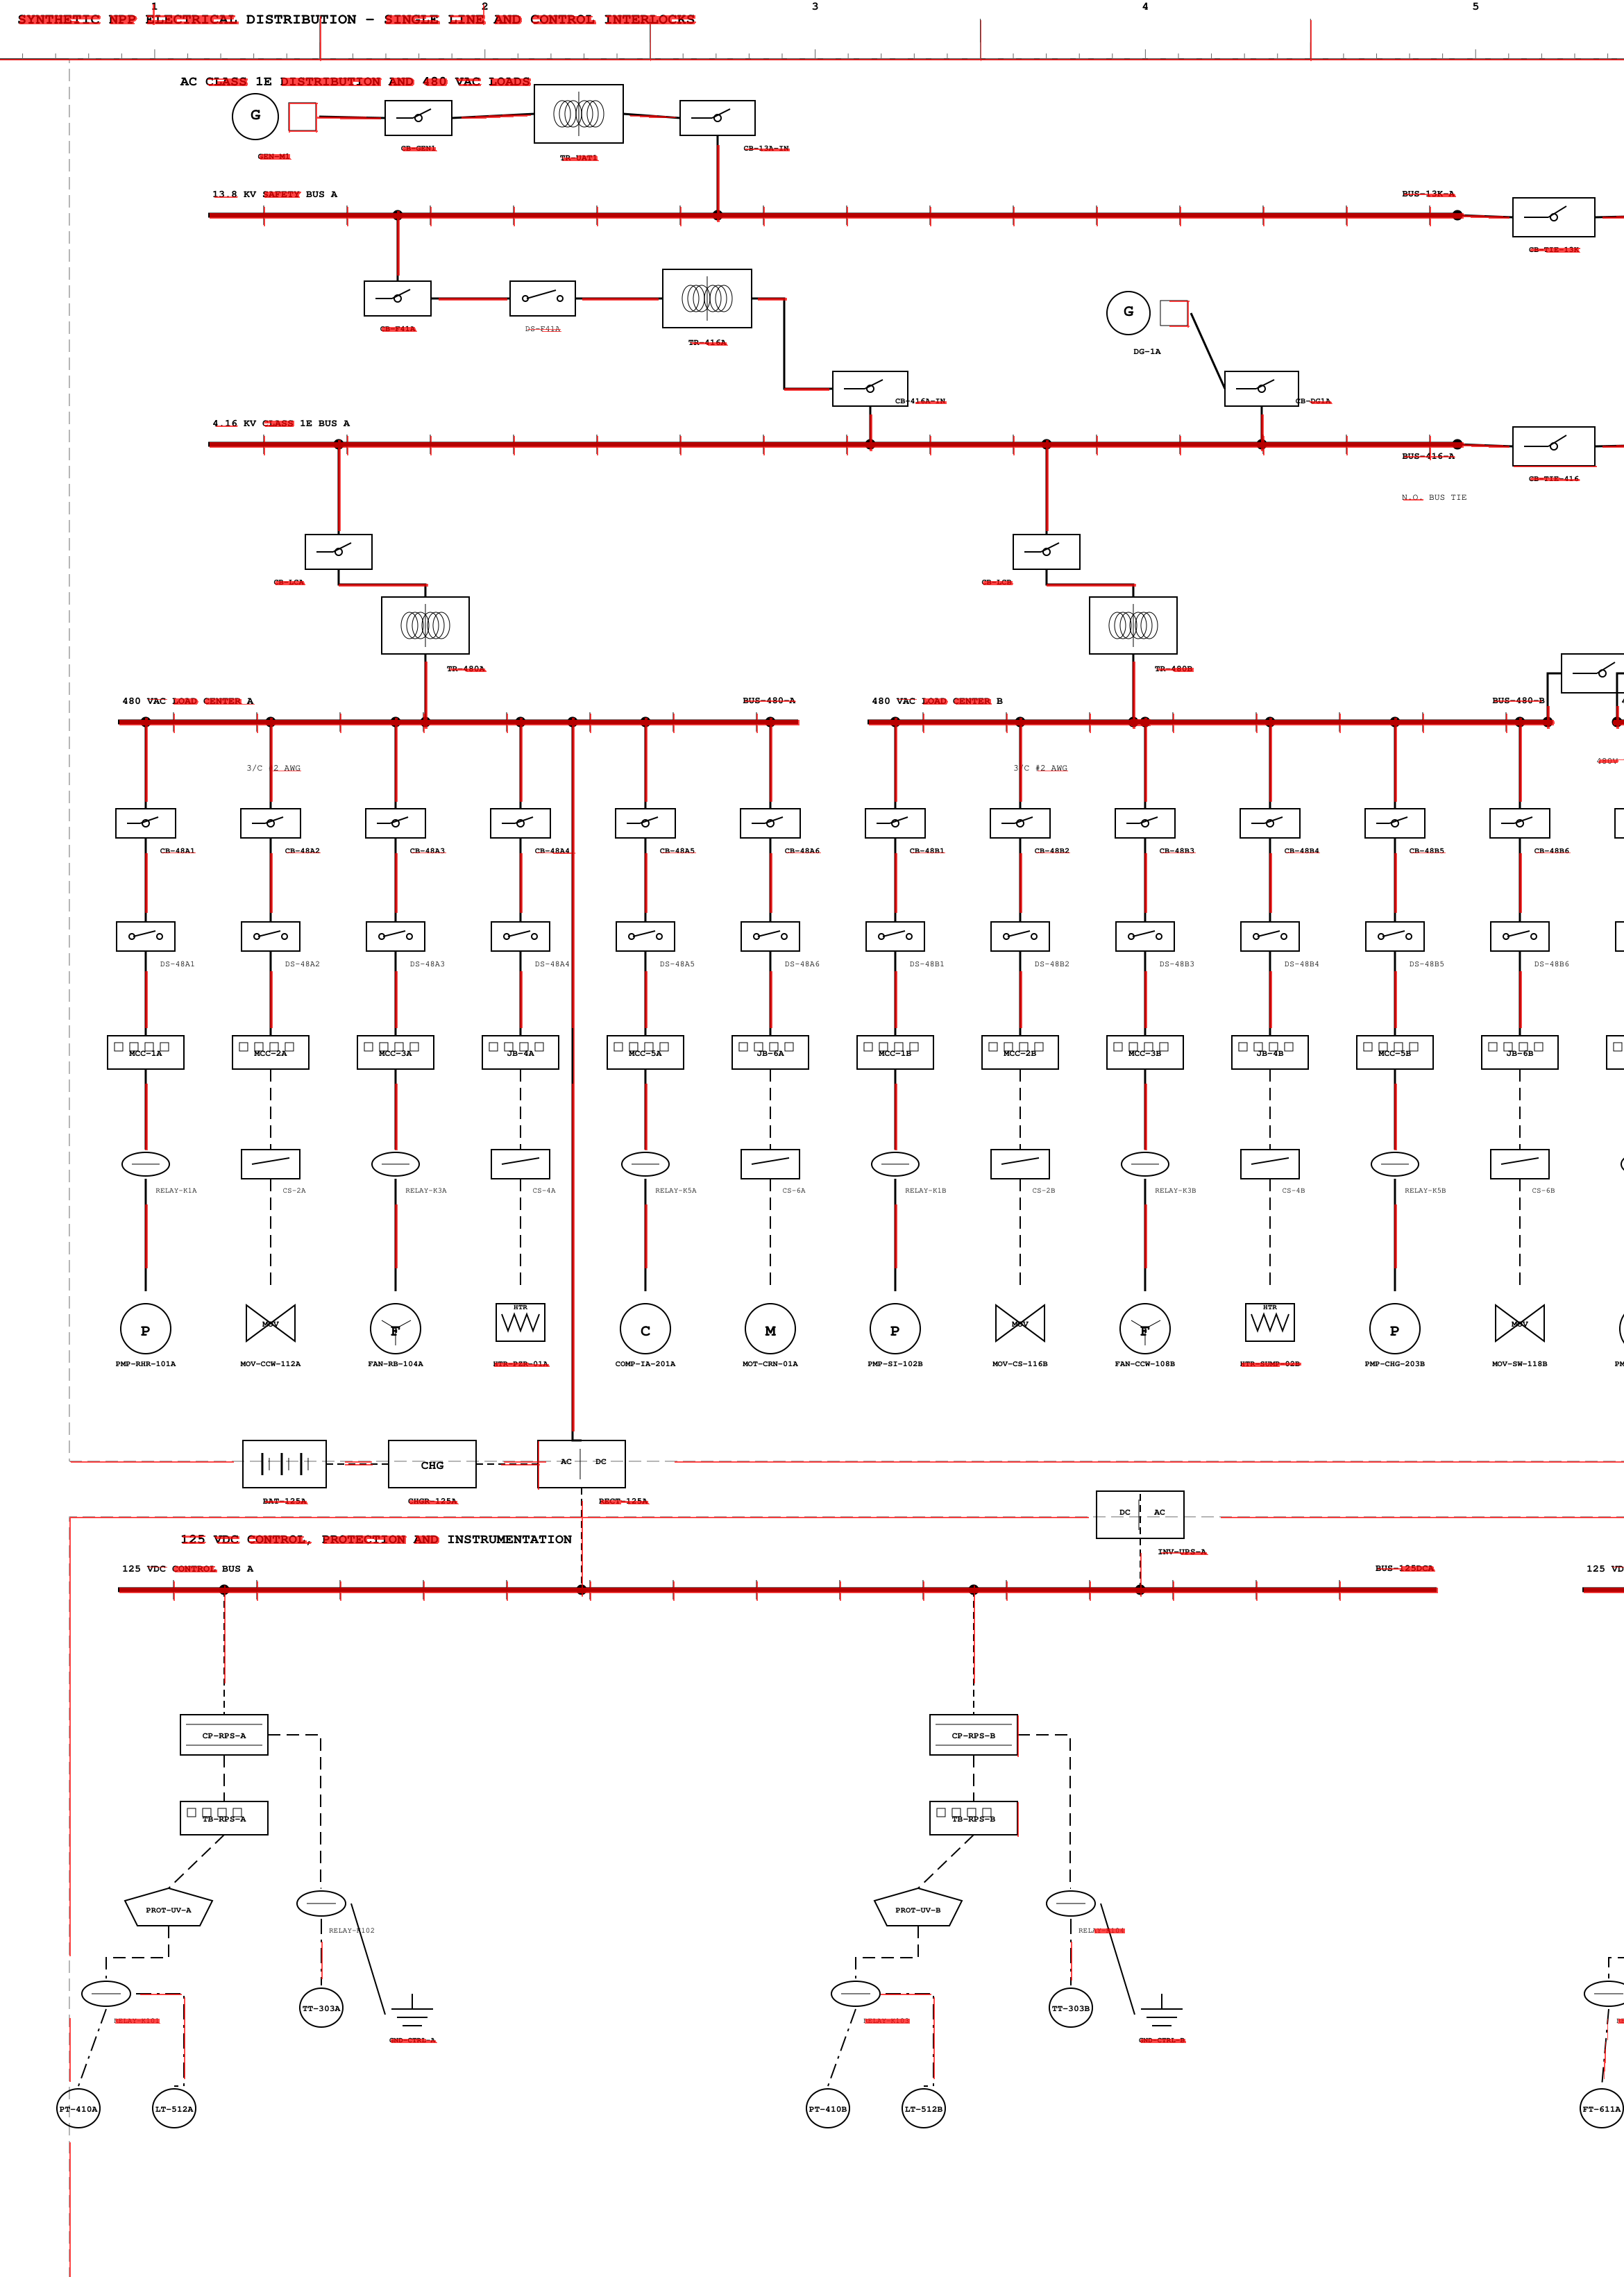 1 2 3 4 5
SYNTHETIC NPP ELECTRICAL DISTRIBUTION — SINGLE LINE AND CONTROL INTERLOCKS
AC CLASS 1E DISTRIBUTION AND 480 VAC LOADS
G
GEN-M1 CB-GEN1 TR-UAT1 CB-13A-IN
13.8 KV SAFETY BUS A BUS-13K-A
CB-TIE-13K
G
CB-F41A DS-F41A TR-416A DG-1A
CB-416A-IN CB-DG1A
4.16 KV CLASS 1E BUS A BUS-416-A
CB-TIE-416
N.O. BUS TIE
CB-LCA CB-LCB
TR-480A TR-480B
480 VAC LOAD CENTER A BUS-480-A 480 VAC LOAD CENTER B BUS-480-B
3/C #2 AWG 3/C #2 AWG
CB-48A1 CB-48A2 CB-48A3 CB-48A4 CB-48A5 CB-48A6 CB-48B1 CB-48B2 CB-48B3 CB-48B4 CB-48B5 CB-48B6
DS-48A1 DS-48A2 DS-48A3 DS-48A4 DS-48A5 DS-48A6 DS-48B1 DS-48B2 DS-48B3 DS-48B4 DS-48B5 DS-48B6
MCC-1A MCC-2A MCC-3A JB-4A MCC-5A JB-6A MCC-1B MCC-2B MCC-3B JB-4B MCC-5B JB-6B
RELAY-K1A CS-2A RELAY-K3A CS-4A RELAY-K5A CS-6A RELAY-K1B CS-2B RELAY-K3B CS-4B RELAY-K5B CS-6B
P MOV F HTR C M P MOV F HTR P MOV
PMP-RHR-101A MOV-CCW-112A FAN-RB-104A HTR-PZR-01A COMP-IA-201A MOT-CRN-01A PMP-SI-102B MOV-CS-116B FAN-CCW-108B HTR-SUMP-02B PMP-CHG-203B MOV-SW-118B
CHG AC DC
BAT-125A CHGR-125A RECT-125A
DC AC
INV-UPS-A
125 VDC CONTROL, PROTECTION AND INSTRUMENTATION
125 VDC CONTROL BUS A BUS-125DCA 125 VD
CP-RPS-A CP-RPS-B
TB-RPS-A TB-RPS-B
PROT-UV-A PROT-UV-B
RELAY-K102
TT-303A TT-303B
RELAY-K101 RELAY-K103
GND-CTRL-A GND-CTRL-B
PT-410A LT-512A PT-410B LT-512B FT-611A